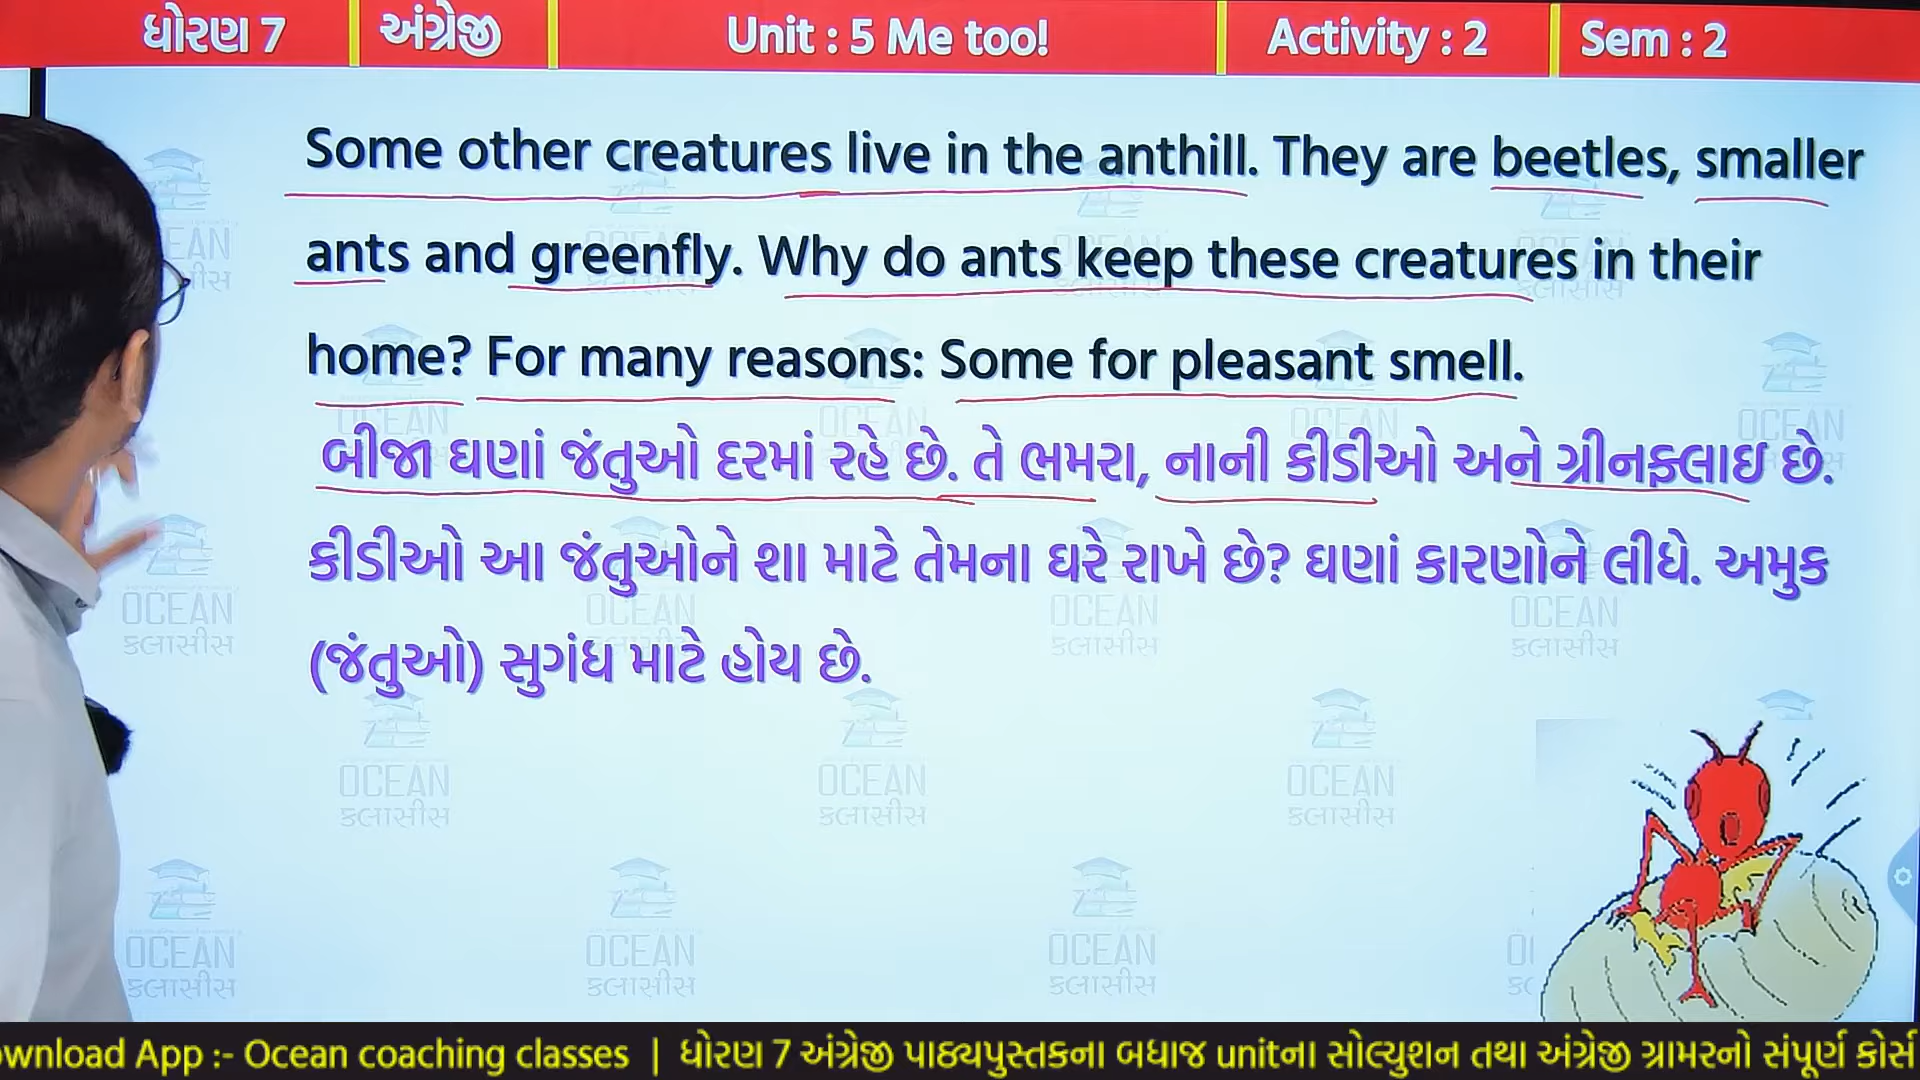 ધોરણ 7 અંગ્રેજી Unit : 5 Me too! Activity : 2 Sem : 2
Some other creatures live in the anthill. They are beetles, smaller
ants and greenfly. Why do ants keep these creatures in their
home? For many reasons: Some for pleasant smell.
બીજા ઘણાં જંતુઓ દરમાં રહે છે. તે ભમરા, નાની કીડીઓ અને ગ્રીનફ્લાઇ છે.
કીડીઓ આ જંતુઓને શા માટે તેમના ઘરે રાખે છે? ઘણાં કારણોને લીધે. અમુક
(જંતુઓ) સુગંધ માટે હોય છે.
OCEAN
ક્લાસીસ
App :- Ocean coaching classes | ધોરણ 7 અંગ્રેજી પાઠ્યપુસ્તકના બધાજ unitના સોલ્યુશન તથા અંગ્રેજી ગ્રામરનો સંપૂર્ણ કોર્સ